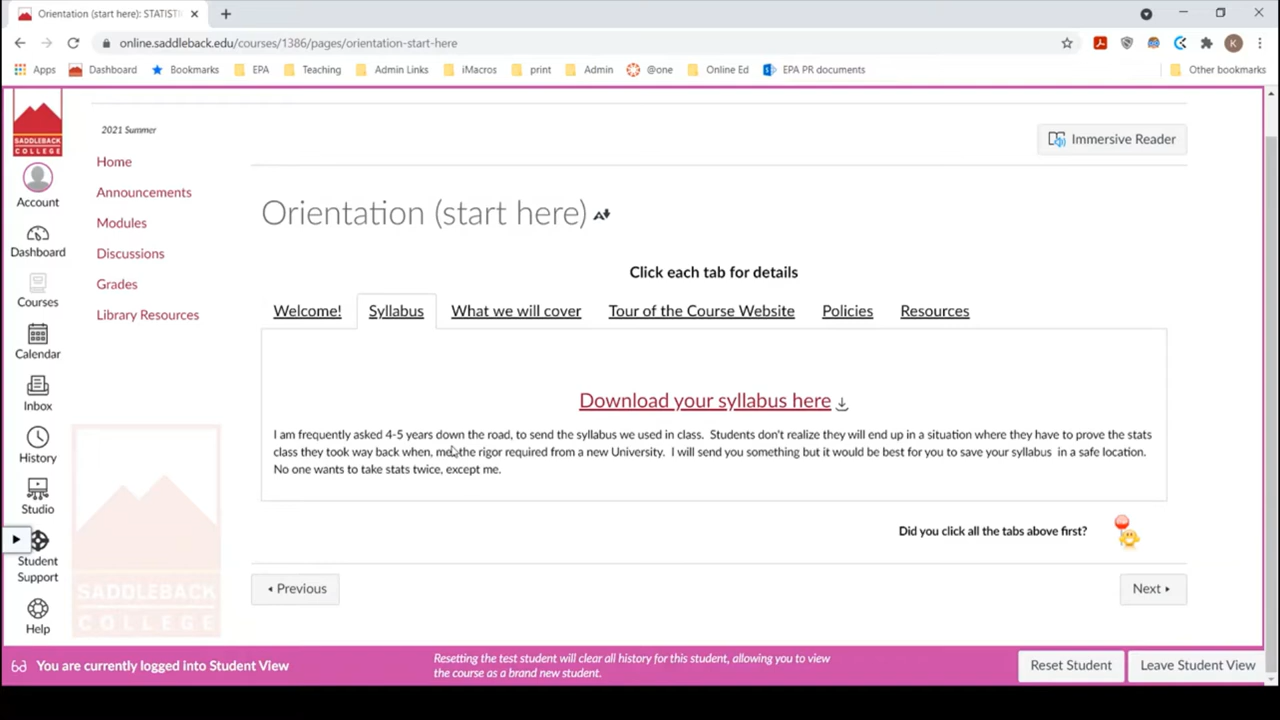 Orientation (start here): STATISTI
online.saddleback.edu/courses/1386/pages/orientation-start-here
K
Apps Dashboard Bookmarks EPA Teaching Admin Links iMacros print Admin @one Online Ed EPA PR documents Other bookmarks
SADDLEBACK
COLLEGE
Account
Dashboard
Courses
Calendar
Inbox
History
Studio
Student
Support
Help
2021 Summer
Home
Announcements
Modules
Discussions
Grades
Library Resources
SADDLEBACK
COLLEGE
Immersive Reader
Orientation (start here)
Click each tab for details
Welcome! Syllabus What we will cover Tour of the Course Website Policies Resources
Download your syllabus here
I am frequently asked 4-5 years down the road, to send the syllabus we used in class. Students don't realize they will end up in a situation where they have to prove the stats
class they took way back when, met the rigor required from a new University. I will send you something but it would be best for you to save your syllabus in a safe location.
No one wants to take stats twice, except me.
Did you click all the tabs above first?
Previous
Next
You are currently logged into Student View
Resetting the test student will clear all history for this student, allowing you to view
the course as a brand new student.
Reset Student
Leave Student View